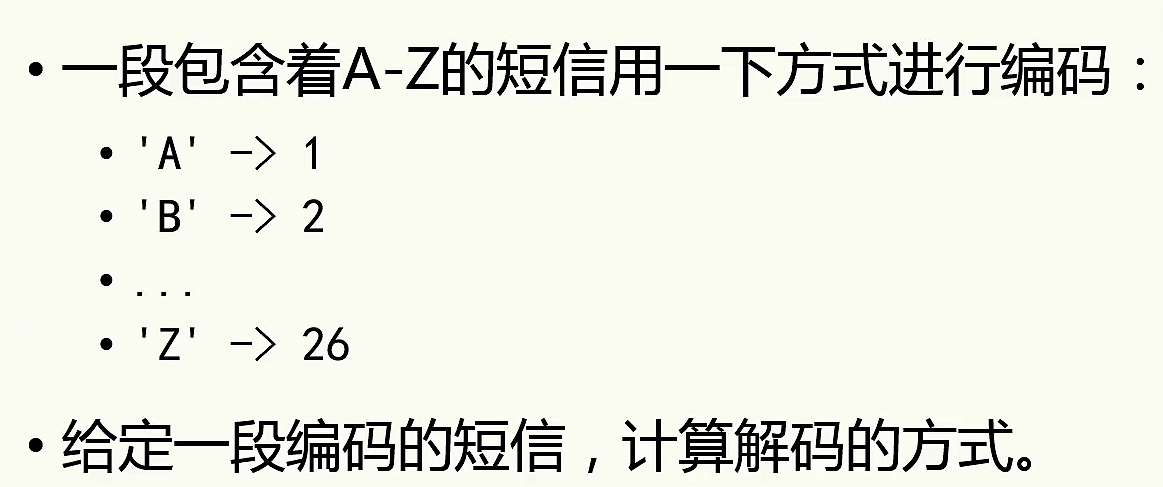 • 一段包含着A-Z的短信用一下方式进行编码：
• 'A' -> 1
• 'B' -> 2
• ...
• 'Z' -> 26
• 给定一段编码的短信，计算解码的方式。